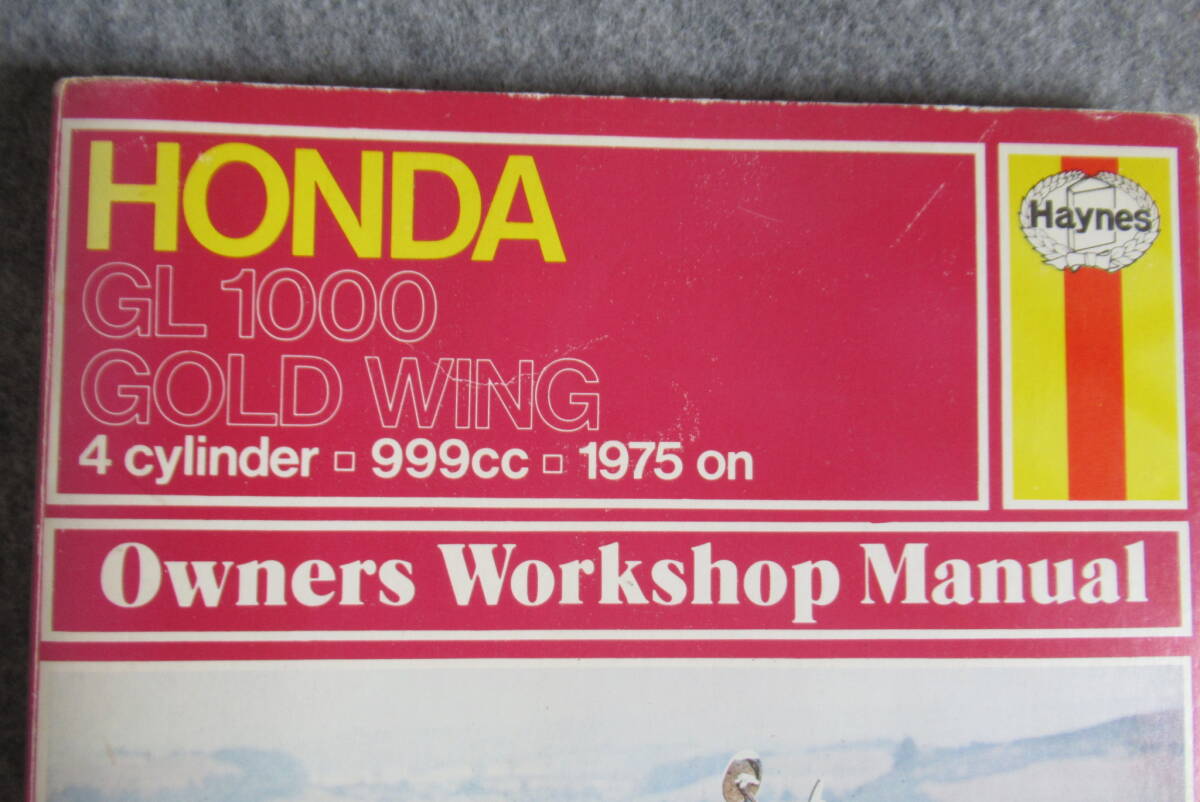 HONDA
GL 1000
GOLD WING
4 cylinder □ 999cc □ 1975 on
Haynes
Owners Workshop Manual